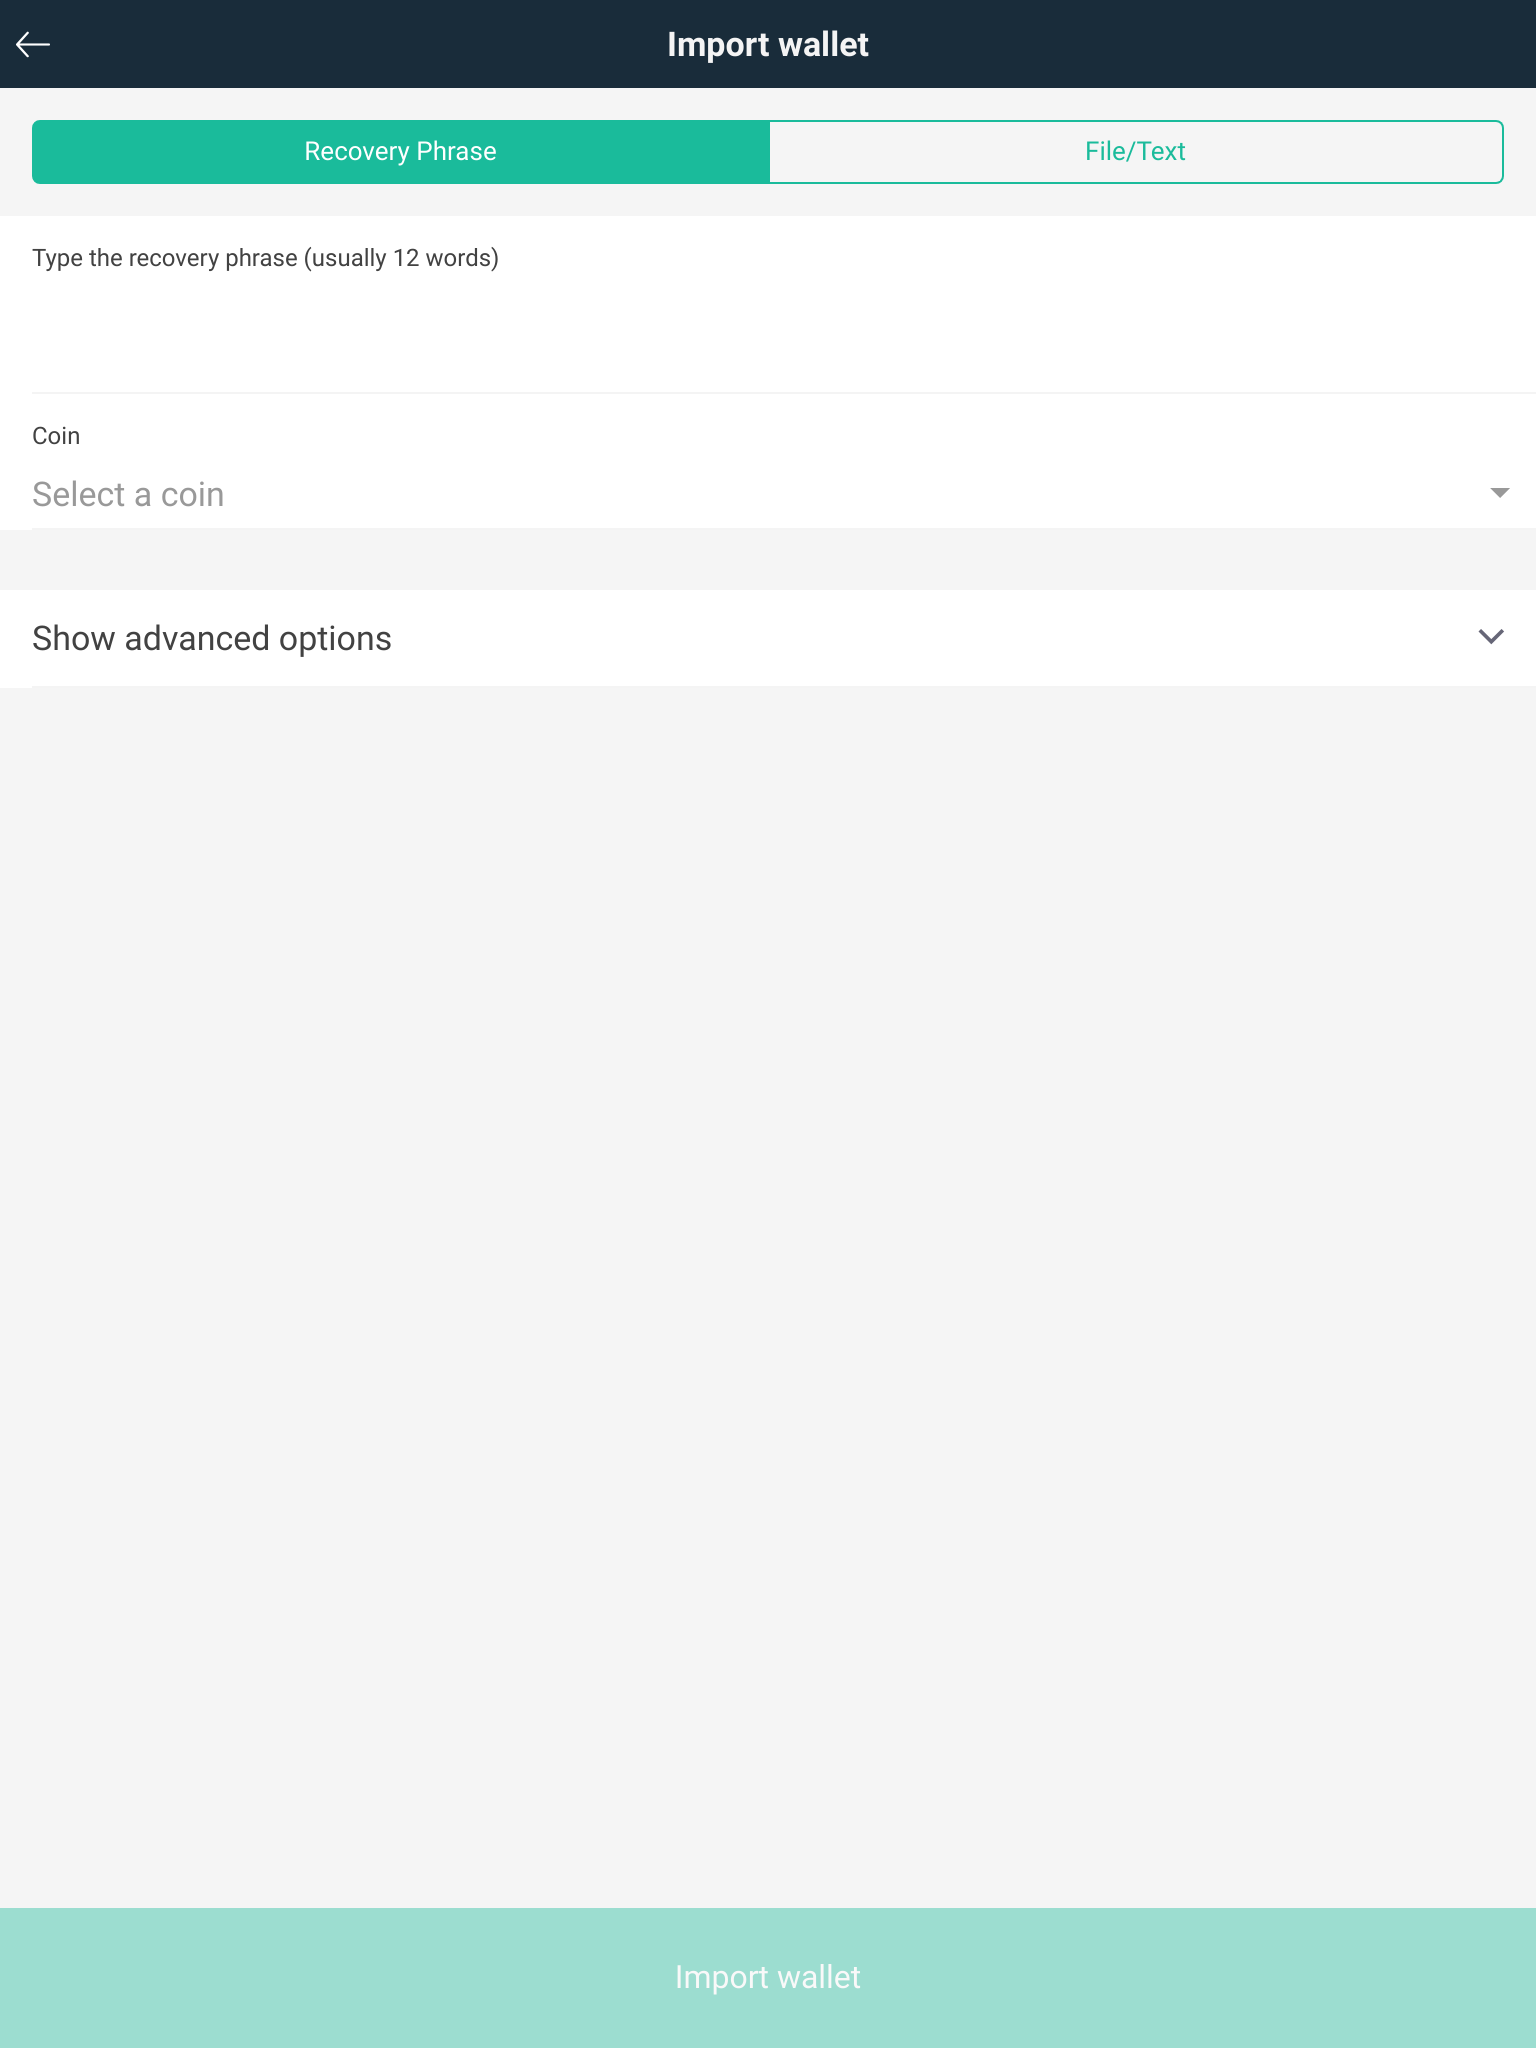 Import wallet
Recovery Phrase
File/Text
Type the recovery phrase (usually 12 words)
Coin
Select a coin
Show advanced options
Import wallet